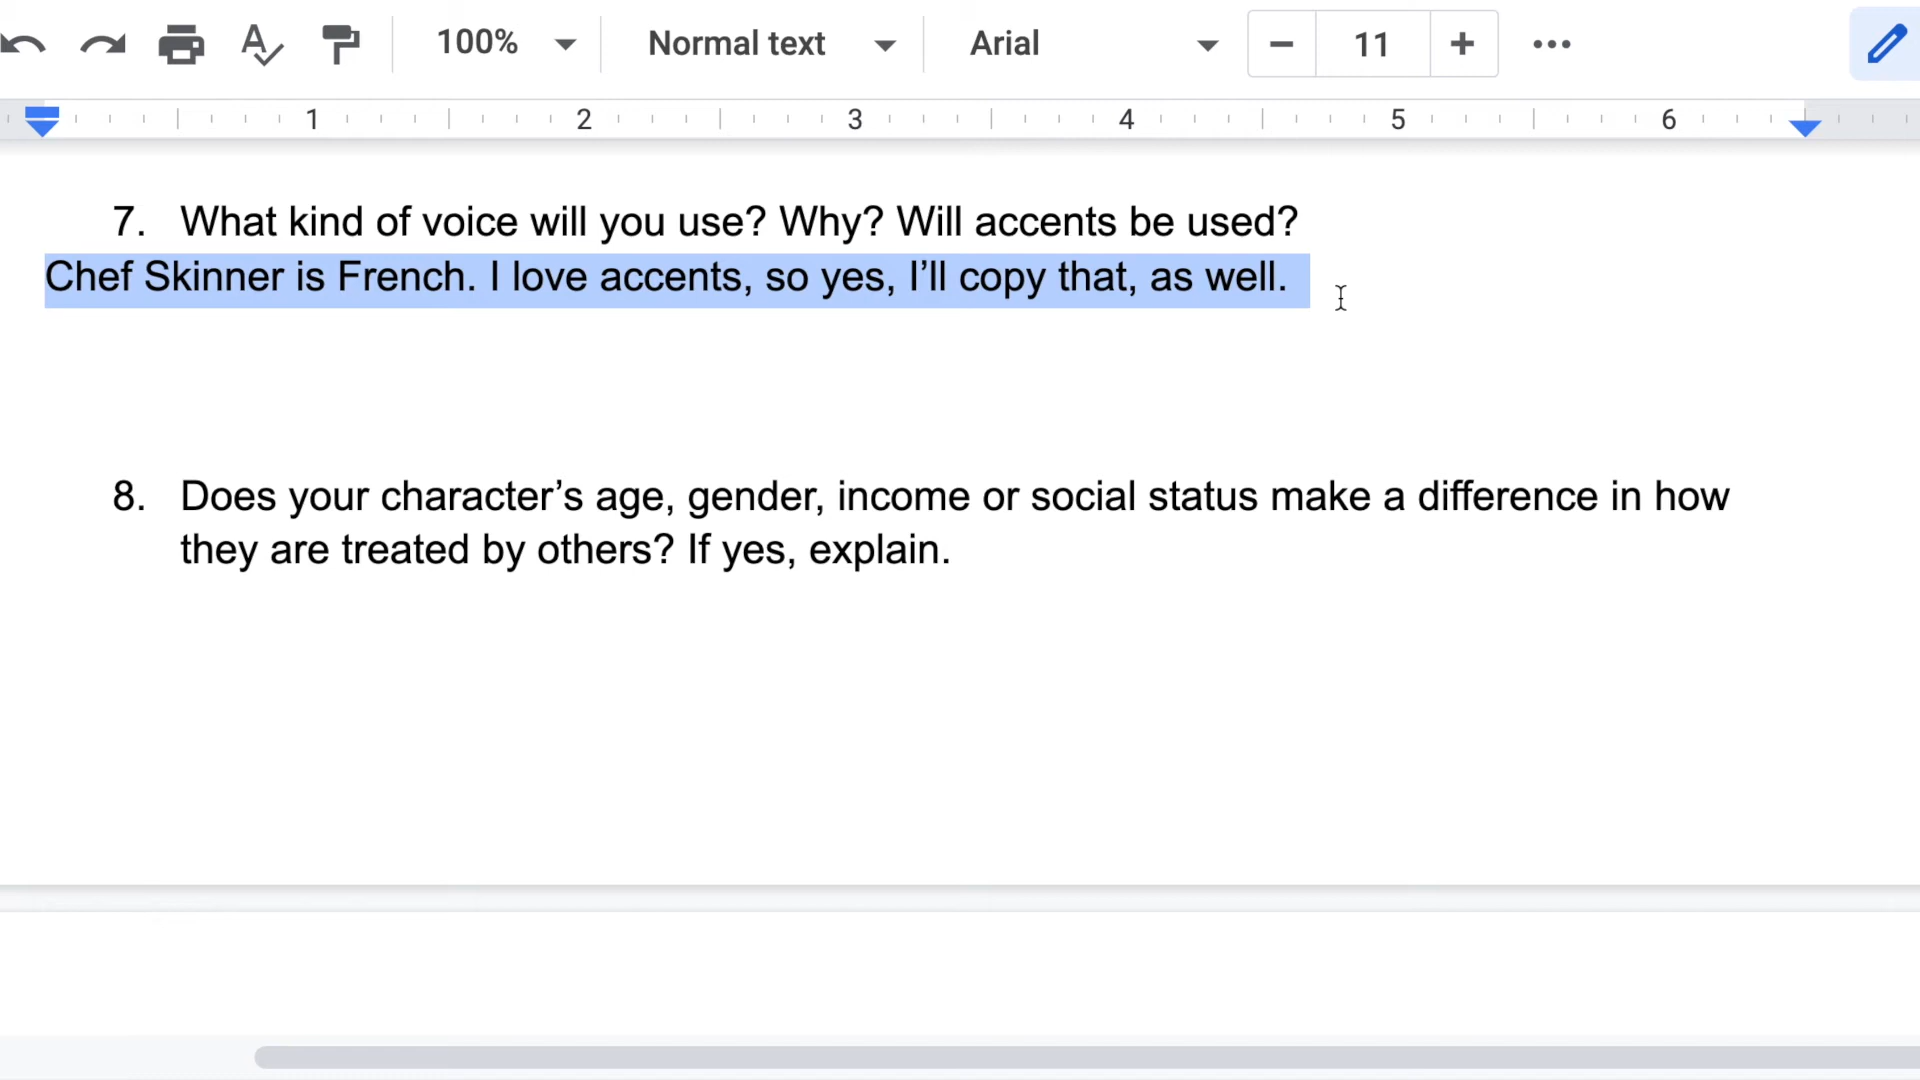 100% Normal text Arial 11
1 2 3 4 5 6
7. What kind of voice will you use? Why? Will accents be used?
Chef Skinner is French. I love accents, so yes, I’ll copy that, as well.
8. Does your character’s age, gender, income or social status make a difference in how
they are treated by others? If yes, explain.